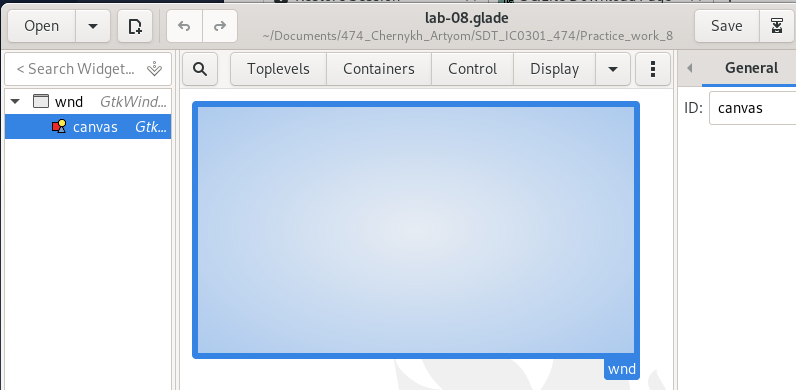 lab-08.glade
Open
~/Documents/474_Chernykh_Artyom/SDT_IC0301_474/Practice_work_8
Save
< Search Widget...
Toplevels
Containers
Control
Display
General
wnd GtkWind...
canvas Gtk...
ID: canvas
wnd